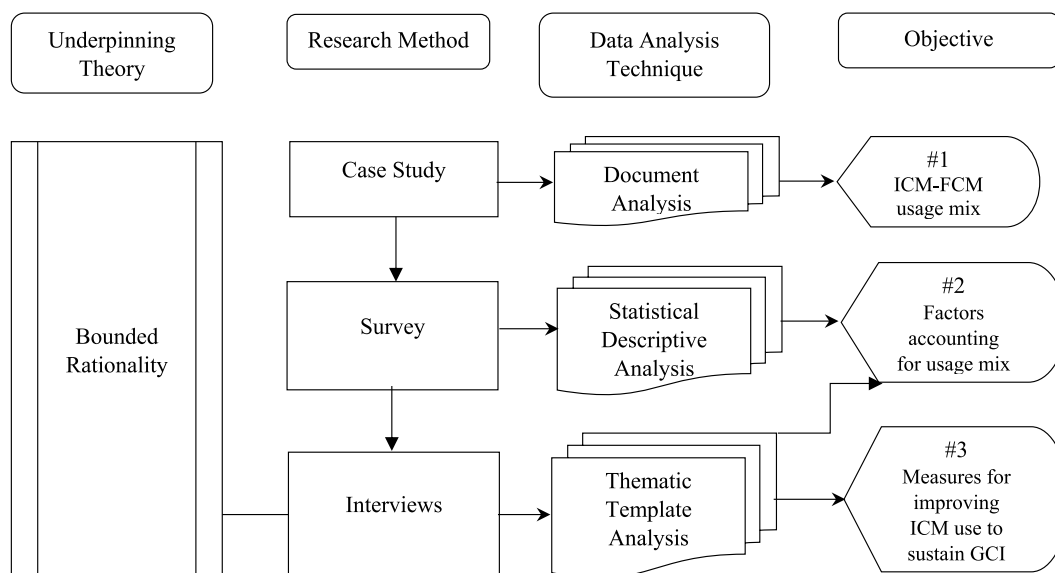 Underpinning
Theory
Research Method
Data Analysis
Technique
Objective
Case Study
Document
Analysis
#1
ICM-FCM
usage mix
Bounded
Rationality
Survey
Statistical
Descriptive
Analysis
#2
Factors
accounting
for usage mix
Interviews
Thematic
Template
Analysis
#3
Measures for
improving
ICM use to
sustain GCI